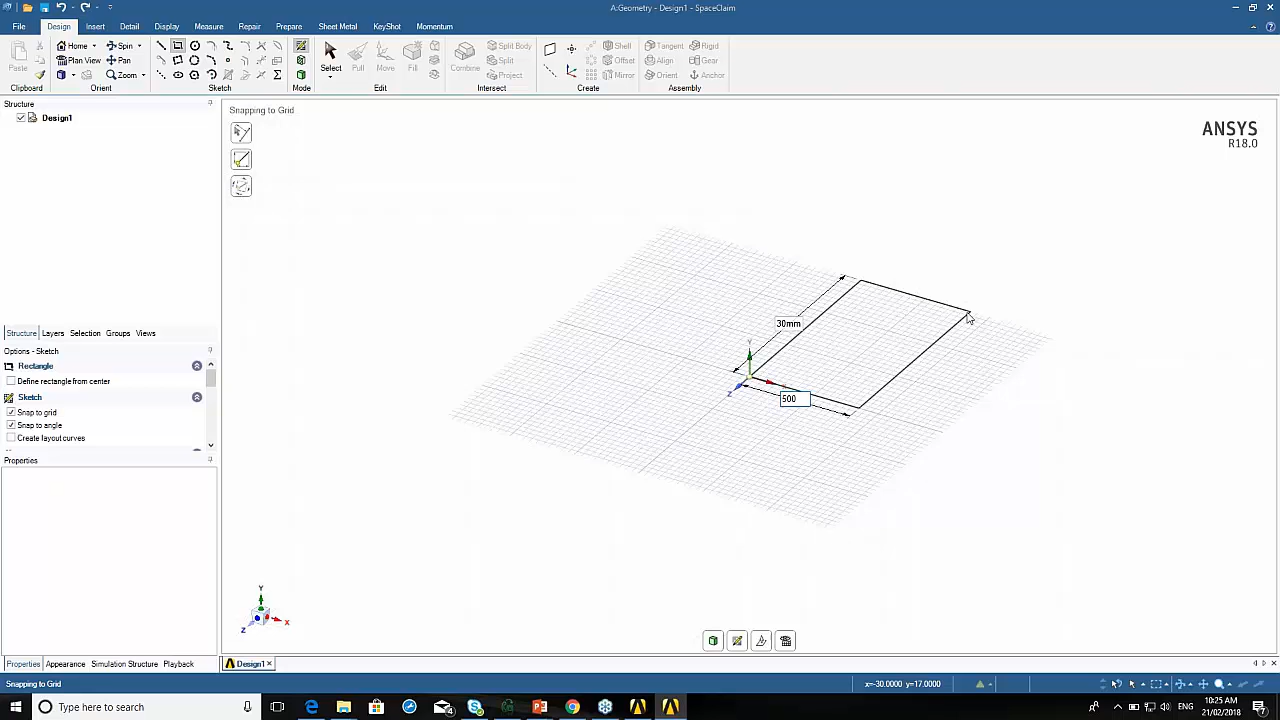 A:Geometry - Design1 - SpaceClaim
File Design Insert Detail Display Measure Repair Prepare Sheet Metal KeyShot Momentum
Paste
Clipboard
Home Spin
Plan View Pan
Zoom
Orient
Sketch
Mode
Select Pull Move Fill
Edit
Combine
Split Body
Split
Project
Intersect
Shell
Offset
Mirror
Create
Tangent Rigid
Align Gear
Orient Anchor
Assembly
Structure
Design1
Structure Layers Selection Groups Views
Options - Sketch
Rectangle
Define rectangle from center
Sketch
Snap to grid
Snap to angle
Create layout curves
Properties
Properties Appearance Simulation Structure Playback
Snapping to Grid
ANSYS
R18.0
30mm
Y
Z
500
Y
Z
X
Design1
Snapping to Grid
x=-30.0000 y=17.0000
Type here to search
ENG
10:25 AM
21/02/2018